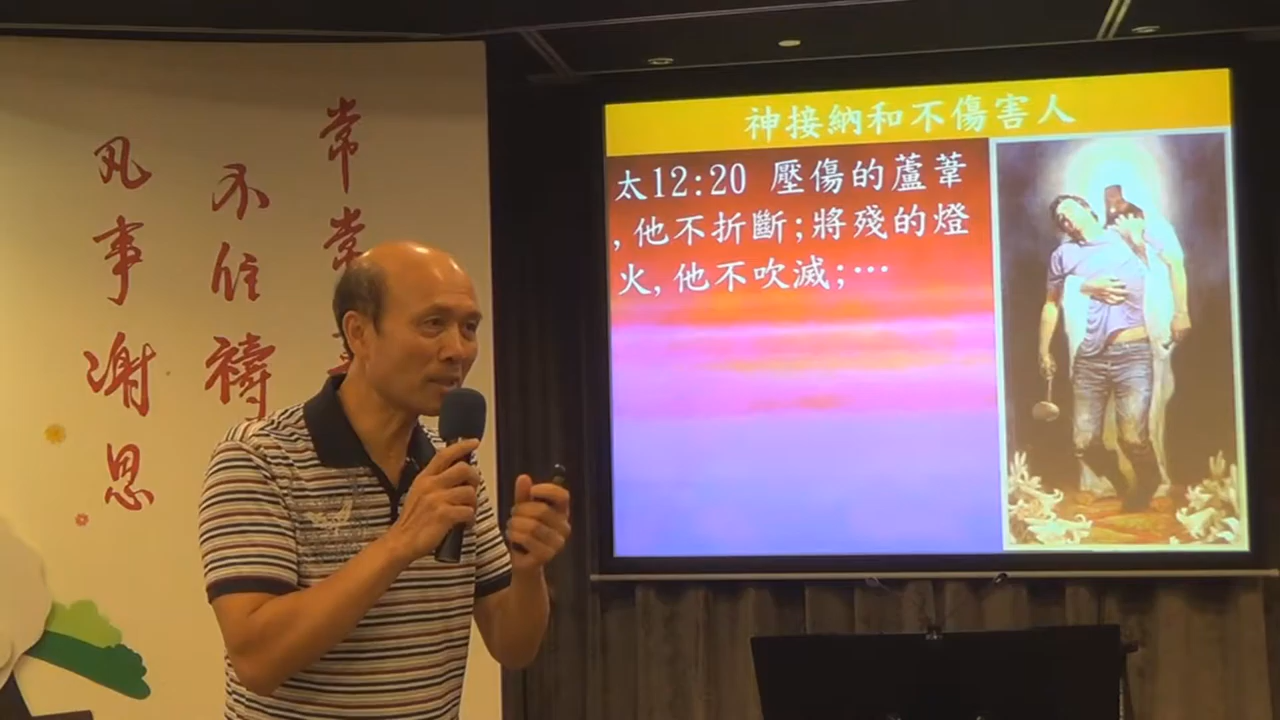 常常
不住禱
凡事謝恩
神接納和不傷害人
太12:20 壓傷的蘆葦
,他不折斷;將殘的燈
火,他不吹滅;…